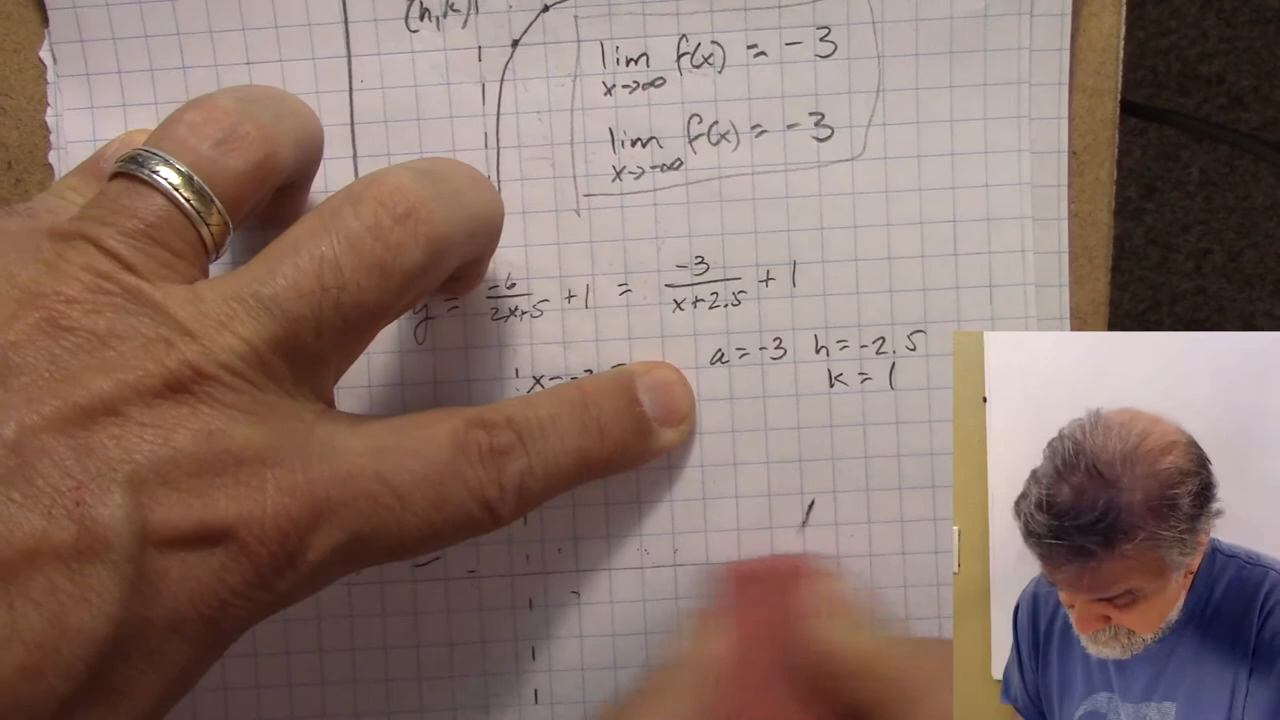 (h,k)
lim f(x) = -3
x→∞
lim f(x) = -3
x→-∞
y = -6/2x+5 + 1 = -3/x+2.5 + 1
a = -3 h = -2.5
k = 1
x=